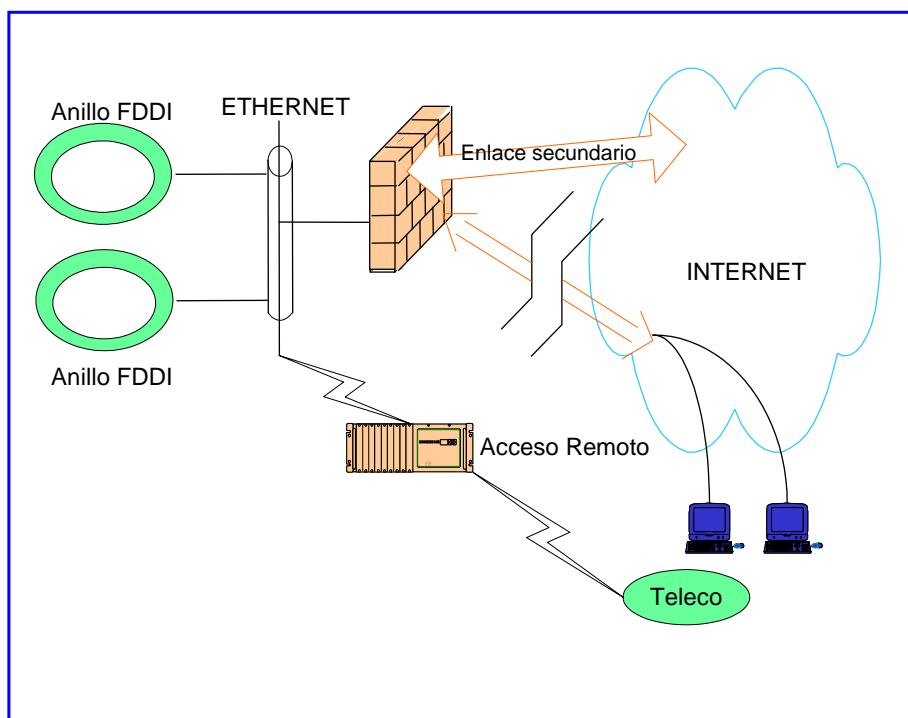 Anillo FDDI
ETHERNET
Enlace secundario
INTERNET
Anillo FDDI
Acceso Remoto
Teleco